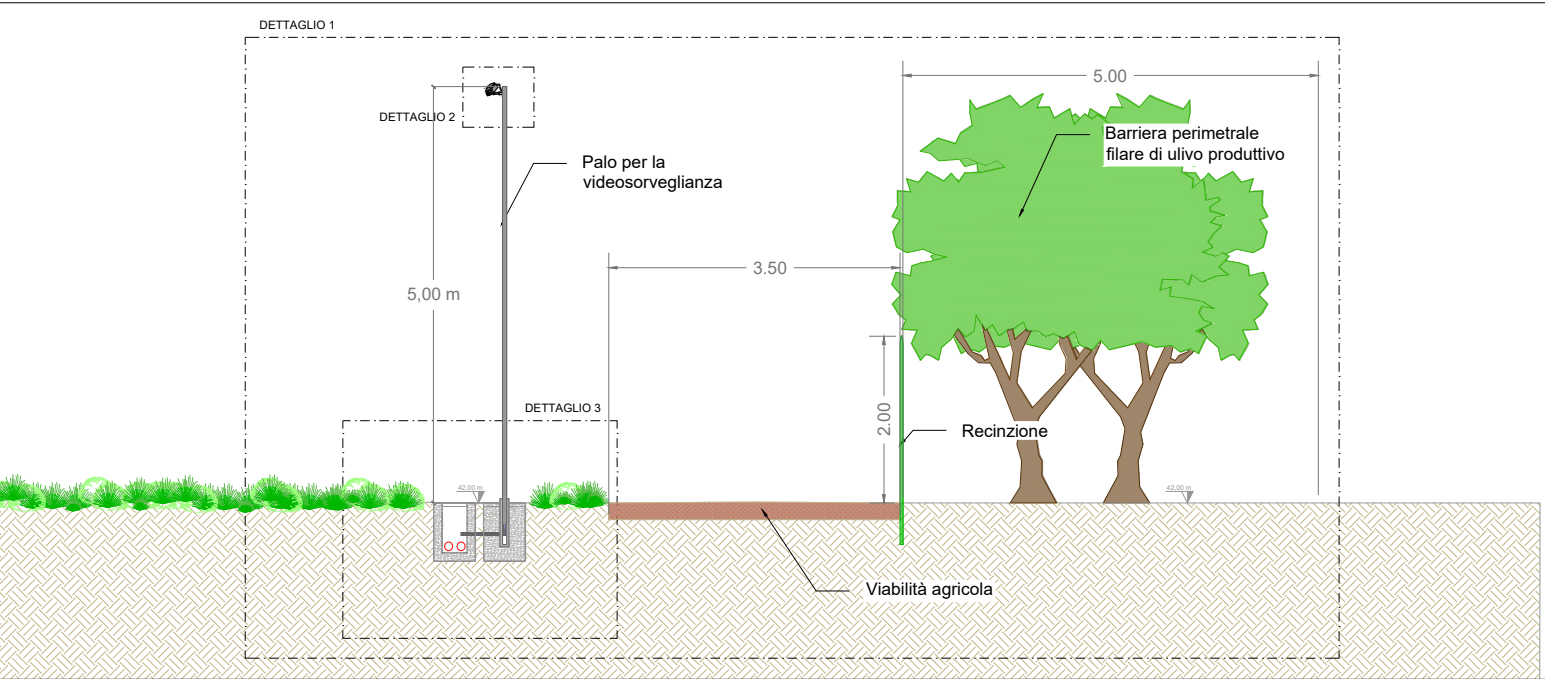 DETTAGLIO 1
5.00
DETTAGLIO 2
Barriera perimetrale
filare di ulivo produttivo
Palo per la
videosorveglianza
3.50
5,00 m
DETTAGLIO 3
2.00
Recinzione
42,00 m
42,00 m
Viabilità agricola